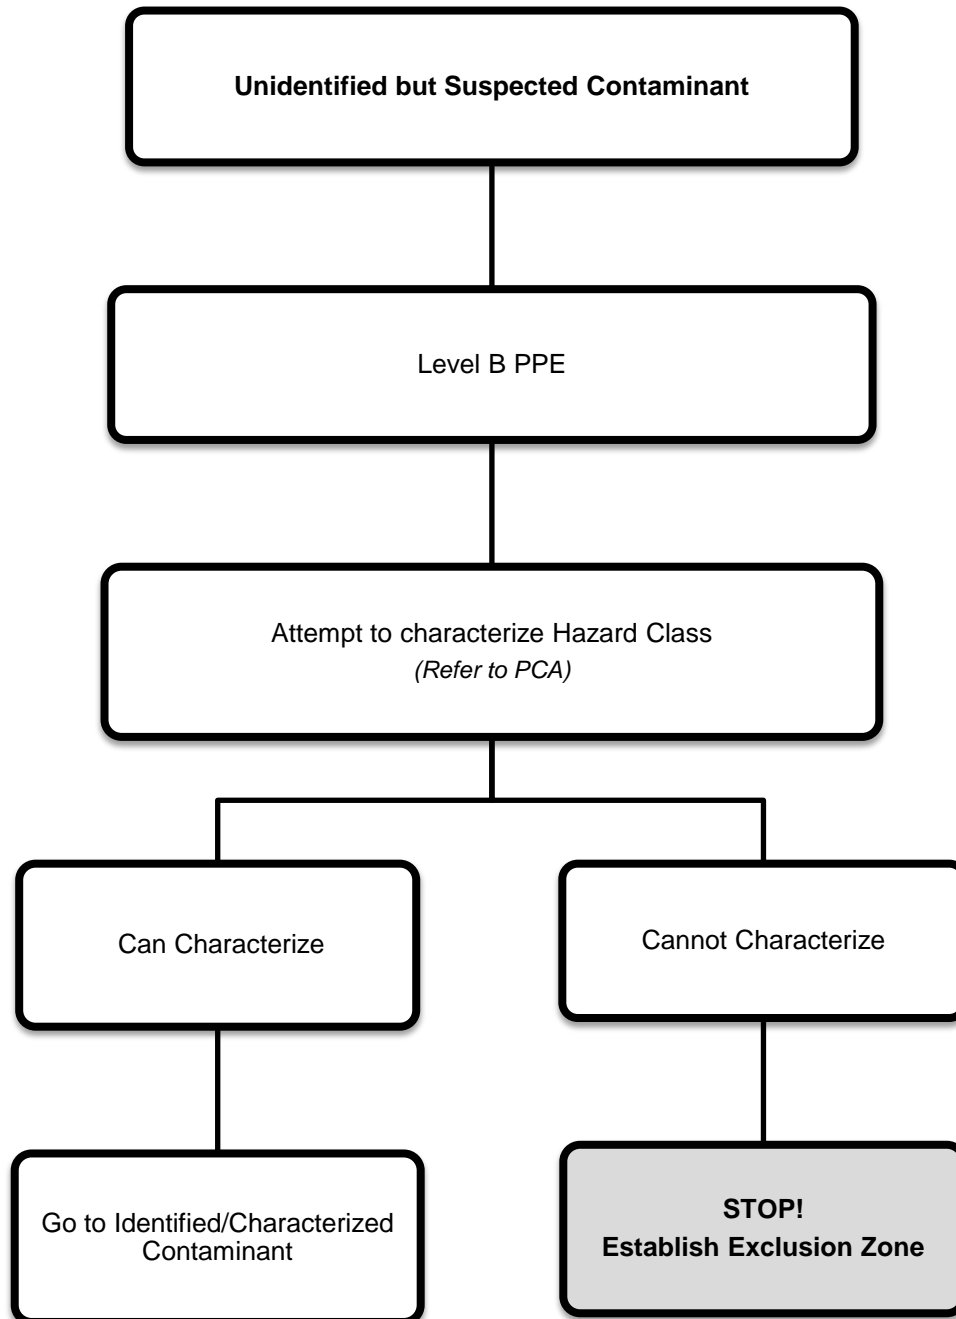 Unidentified but Suspected Contaminant
Level B PPE
Attempt to characterize Hazard Class
(Refer to PCA)
Can Characterize
Cannot Characterize
Go to Identified/Characterized
Contaminant
STOP!
Establish Exclusion Zone